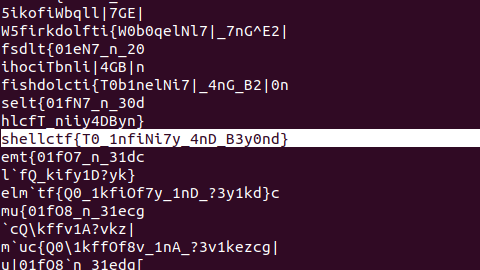 5ikofiWbqll|7GE|
W5firkdolcti{W0b0qelNl7|_7nG^E2|
fsdlt{01eN7_n_20
ihociTbnli|4GB|n
fishdolcti{T0b1nelNi7|_4nG_B2|0n
selt{01fN7_n_30d
hlcfT_niiy4DByn}
shellctf{T0_1nfiNi7y_4nD_B3y0nd}
emt{01fO7_n_31dc
l`fQ_kify1D?yk}
elm`tf{Q0_1kfiOf7y_1nD_?3y1kd}c
mu{01fO8_n_31ecg
`cQ\kffv1A?vkz|
m`uc{Q0\1kffOf8v_1nA_?3v1kezcg|
u|01fO8`n_31edg[